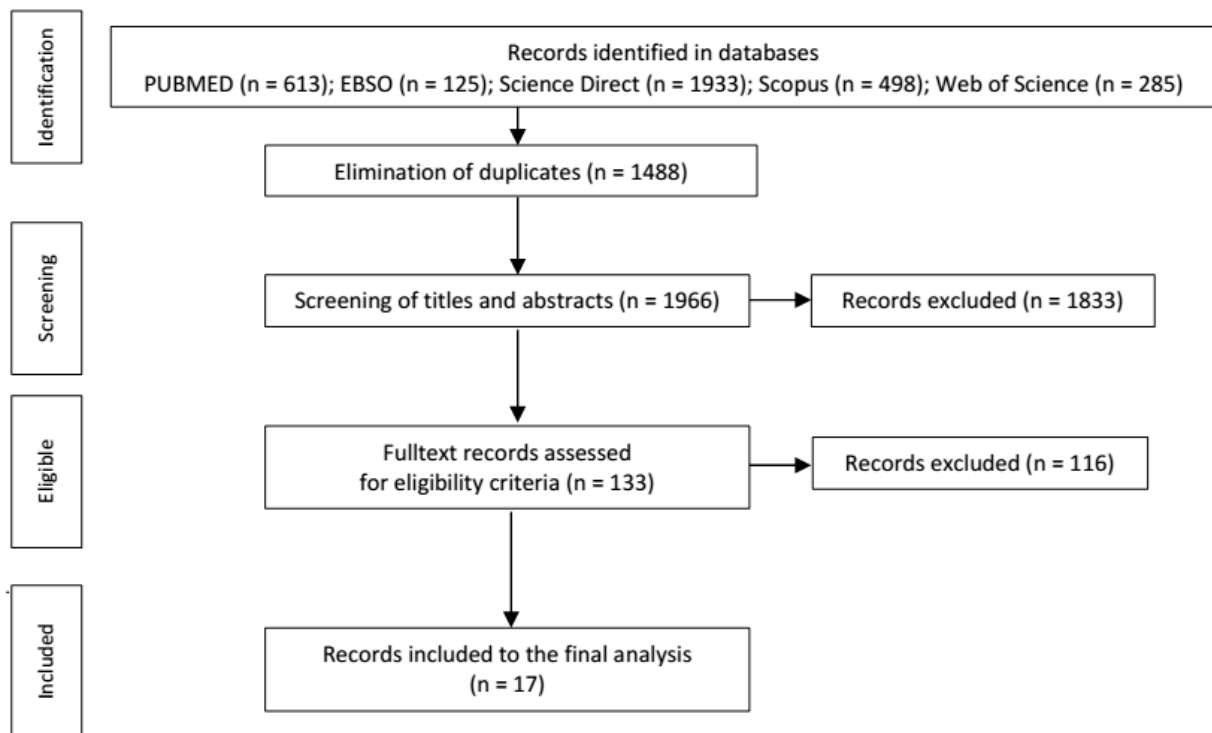 Identification
Records identified in databases
PUBMED (n = 613); EBSO (n = 125); Science Direct (n = 1933); Scopus (n = 498); Web of Science (n = 285)
Elimination of duplicates (n = 1488)
Screening
Screening of titles and abstracts (n = 1966)
Records excluded (n = 1833)
Eligible
Fulltext records assessed
for eligibility criteria (n = 133)
Records excluded (n = 116)
Included
Records included to the final analysis
(n = 17)